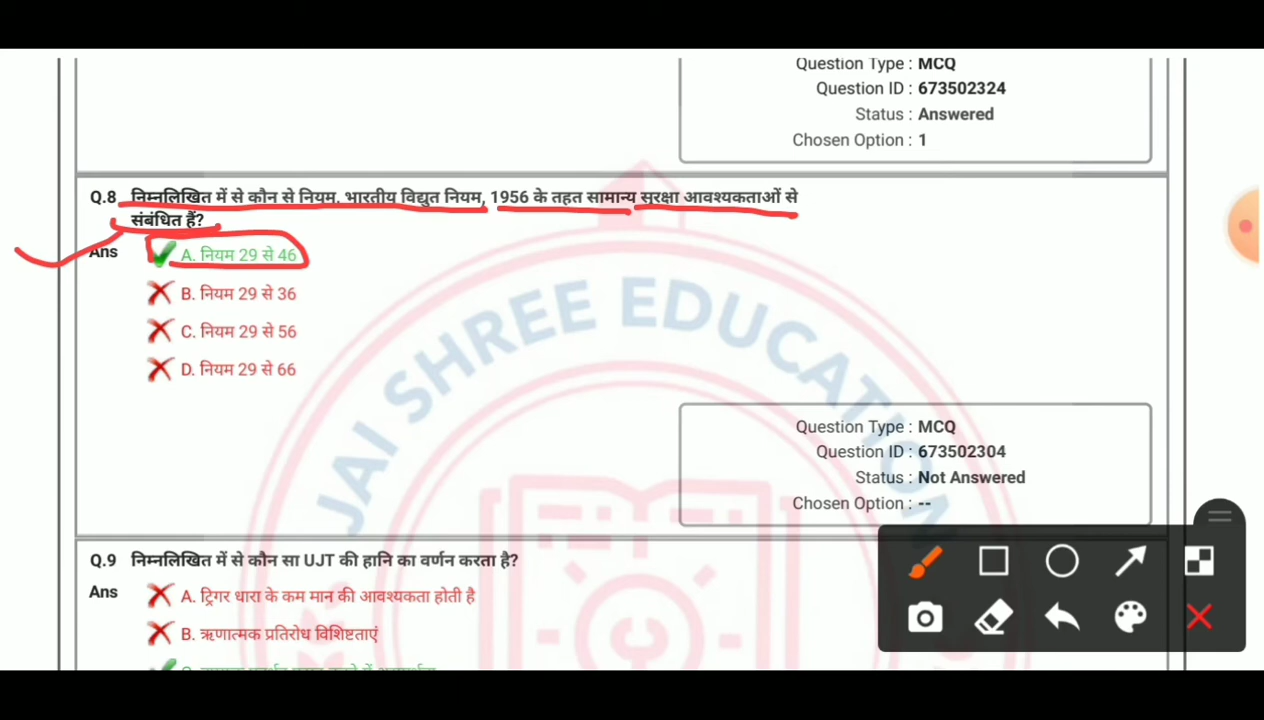 Question Type : MCQ
Question ID : 673502324
Status : Answered
Chosen Option : 1
Q.8 निम्नलिखित में से कौन से नियम, भारतीय विद्युत नियम, 1956 के तहत सामान्य सुरक्षा आवश्यकताओं से
संबंधित हैं?
Ans A. नियम 29 से 46
B. नियम 29 से 36
C. नियम 29 से 56
D. नियम 29 से 66
JAI SHREE EDUCATION
Question Type : MCQ
Question ID : 673502304
Status : Not Answered
Chosen Option : --
Q.9 निम्नलिखित में से कौन सा UJT की हानि का वर्णन करता है?
Ans A. ट्रिगर धारा के कम मान की आवश्यकता होती है
B. ऋणात्मक प्रतिरोध विशिष्टताएं